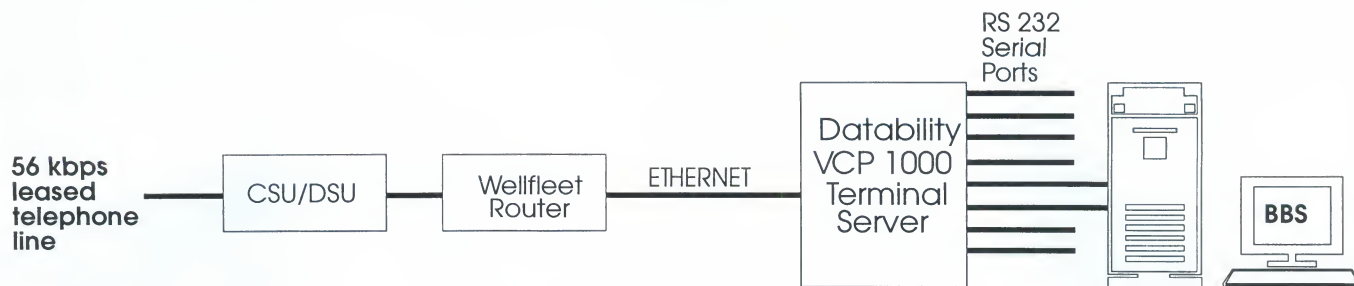 56 kbps
leased
telephone
line
CSU/DSU
Wellfleet
Router
ETHERNET
Datability
VCP 1000
Terminal
Server
RS 232
Serial
Ports
BBS